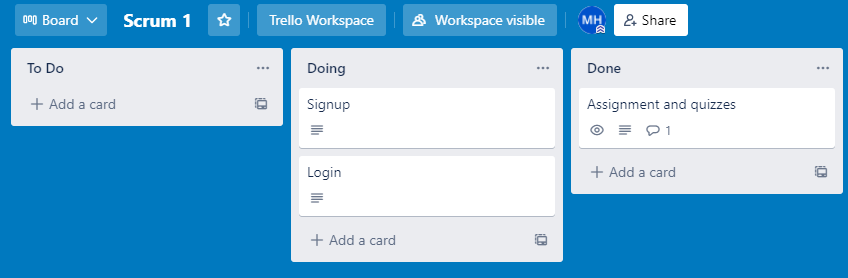 Board Scrum 1 Trello Workspace Workspace visible MH Share
To Do
Add a card
Doing
Signup
Login
Add a card
Done
Assignment and quizzes
1
Add a card